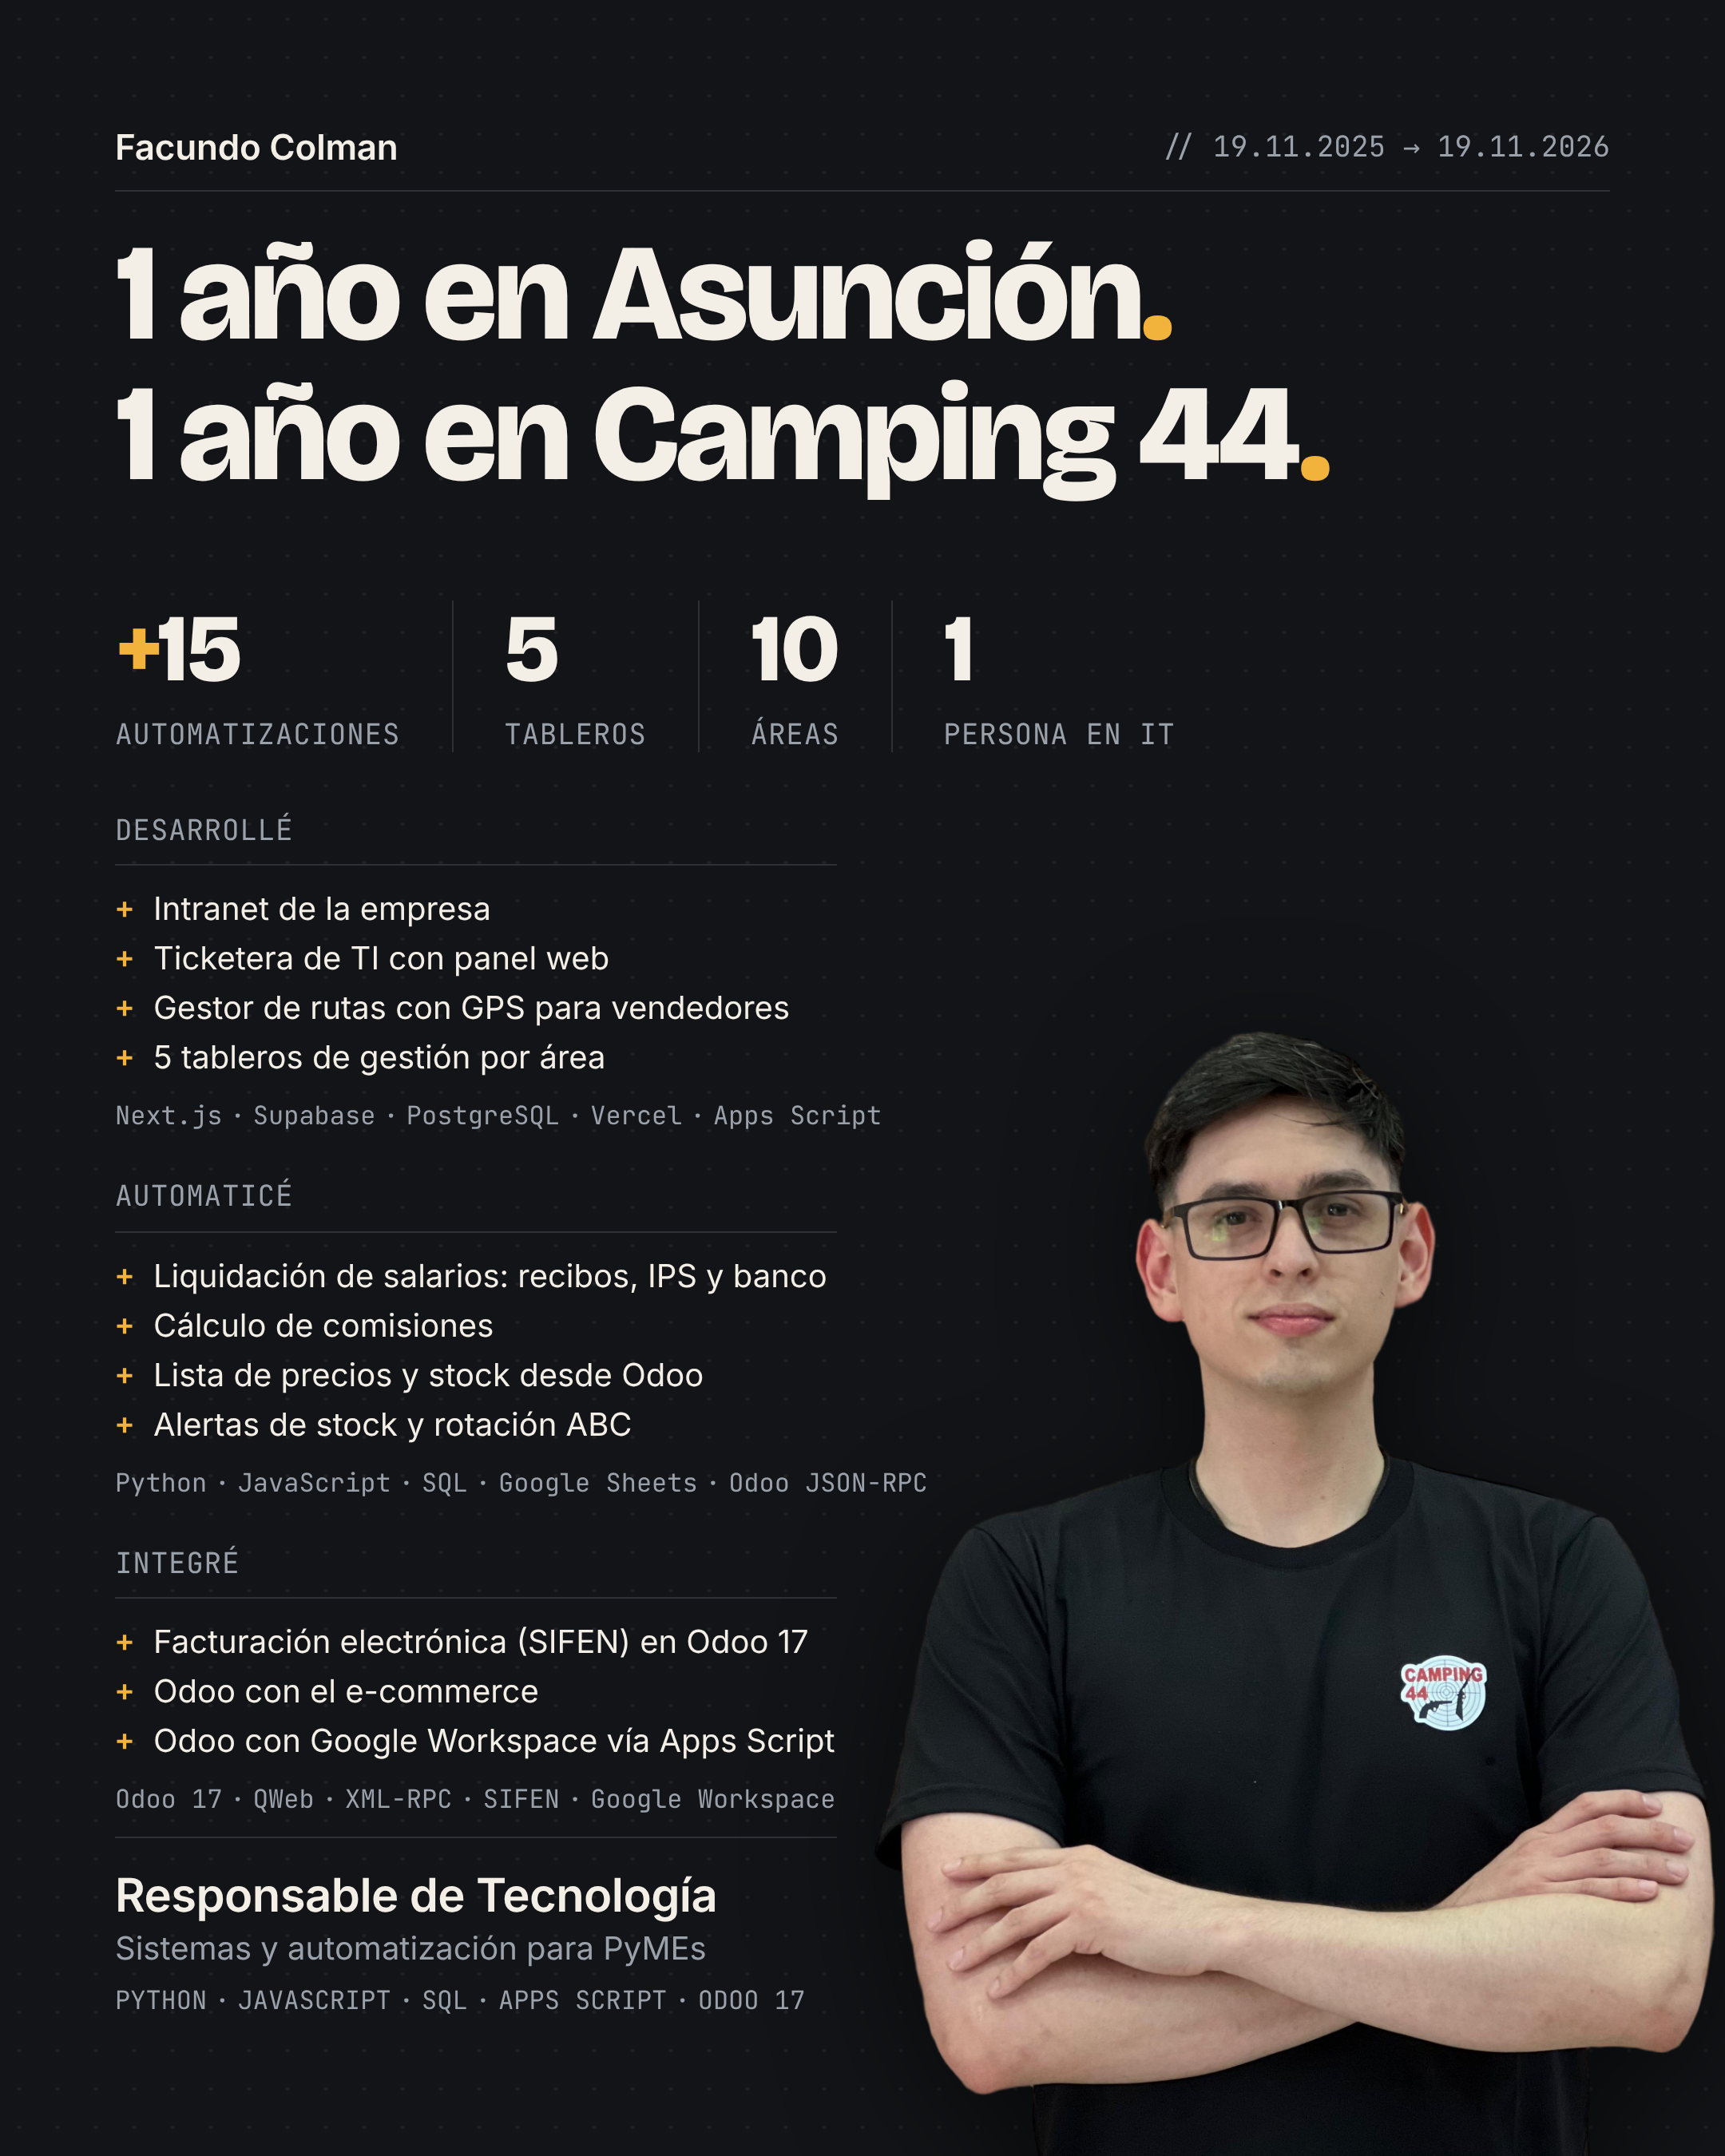 Facundo Colman
// 19.11.2025 → 19.11.2026
1 año en Asunción.
1 año en Camping 44.
+15
AUTOMATIZACIONES
5
TABLEROS
10
ÁREAS
1
PERSONA EN IT
DESARROLLÉ
+ Intranet de la empresa
+ Ticketera de TI con panel web
+ Gestor de rutas con GPS para vendedores
+ 5 tableros de gestión por área
Next.js · Supabase · PostgreSQL · Vercel · Apps Script
AUTOMATICÉ
+ Liquidación de salarios: recibos, IPS y banco
+ Cálculo de comisiones
+ Lista de precios y stock desde Odoo
+ Alertas de stock y rotación ABC
Python · JavaScript · SQL · Google Sheets · Odoo JSON-RPC
INTEGRÉ
+ Facturación electrónica (SIFEN) en Odoo 17
+ Odoo con el e-commerce
+ Odoo con Google Workspace vía Apps Script
Odoo 17 · QWeb · XML-RPC · SIFEN · Google Workspace
Responsable de Tecnología
Sistemas y automatización para PyMEs
PYTHON · JAVASCRIPT · SQL · APPS SCRIPT · ODOO 17
CAMPING
44